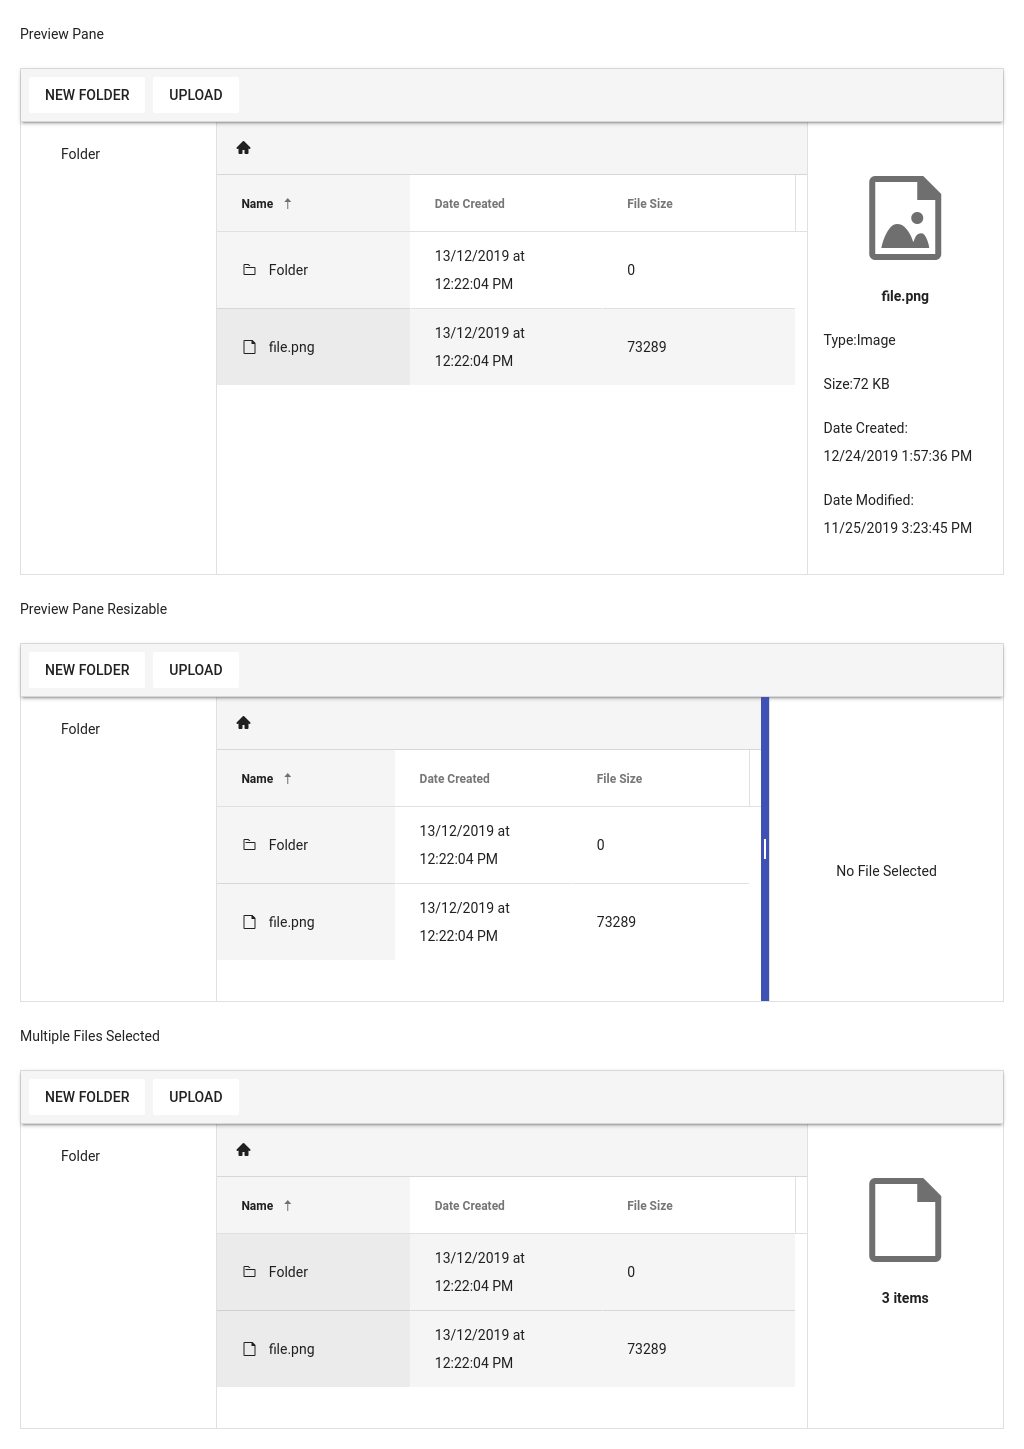 Preview Pane
NEW FOLDER UPLOAD
Folder
Name Date Created File Size
Folder 13/12/2019 at 12:22:04 PM 0
file.png 13/12/2019 at 12:22:04 PM 73289
file.png
Type:Image
Size:72 KB
Date Created:
12/24/2019 1:57:36 PM
Date Modified:
11/25/2019 3:23:45 PM
Preview Pane Resizable
NEW FOLDER UPLOAD
Folder
Name Date Created File Size
Folder 13/12/2019 at 12:22:04 PM 0
file.png 13/12/2019 at 12:22:04 PM 73289
No File Selected
Multiple Files Selected
NEW FOLDER UPLOAD
Folder
Name Date Created File Size
Folder 13/12/2019 at 12:22:04 PM 0
file.png 13/12/2019 at 12:22:04 PM 73289
3 items